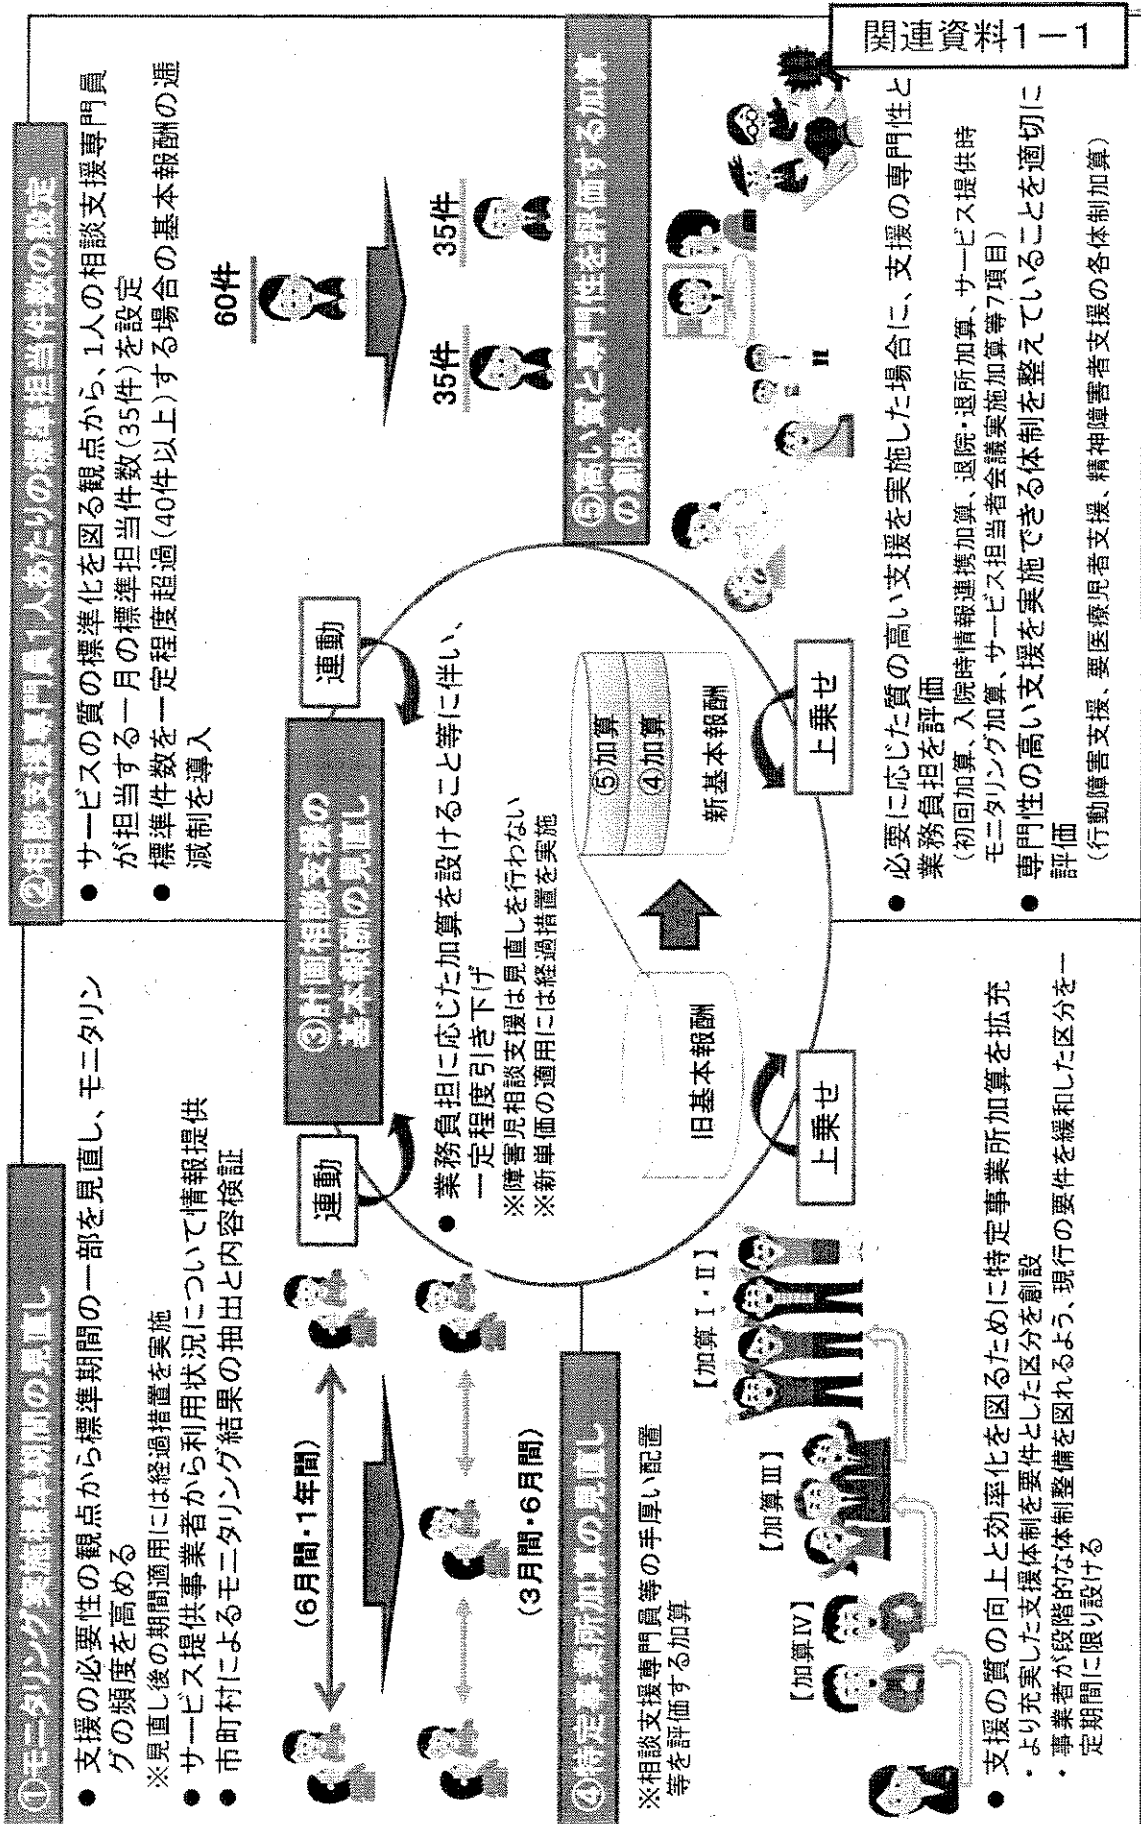 関連資料1－1
①モニタリング実施標準期間の見直し
● 支援の必要性の観点から標準期間の一部を見直し、モニタリン
グの頻度を高める
※見直し後の期間適用には経過措置を実施
● サービス提供事業者から利用状況について情報提供
● 市町村によるモニタリング結果の抽出と内容検証
(6月間・1年間)
(3月間・6月間)
②相談支援専門員1人あたりの標準担当件数の設定
● サービスの質の標準化を図る観点から、1人の相談支援専門員
が担当する一月の標準担当件数(35件)を設定
● 標準件数を一定程度超過(40件以上)する場合の基本報酬の逓
減制を導入
60件
35件
35件
連動
③計画相談支援の
基本報酬の見直し
連動
● 業務負担に応じた加算を設けること等に伴い、
一定程度引き下げ
※障害児相談支援は見直しを行わない
※新単価の適用には経過措置を実施
旧基本報酬
⑤加算
④加算
新基本報酬
上乗せ
上乗せ
④特定事業所加算の見直し
※相談支援専門員等の手厚い配置
等を評価する加算
【加算Ⅳ】
【加算Ⅲ】
【加算Ⅰ・Ⅱ】
● 支援の質の向上と効率化を図るために特定事業所加算を拡充
・ より充実した支援体制を要件とした区分を創設
・ 事業者が段階的な体制整備を図れるよう、現行の要件を緩和した区分を一
定期間に限り設ける
⑤高い質と専門性を評価する加算
の創設
● 必要に応じた質の高い支援を実施した場合に、支援の専門性と
業務負担を評価
(初回加算、入院時情報連携加算、退院・退所加算、サービス提供時
モニタリング加算、サービス担当者会議実施加算等7項目)
● 専門性の高い支援を実施できる体制を整えていることを適切に
評価
(行動障害支援、要医療児者支援、精神障害者支援の各体制加算)